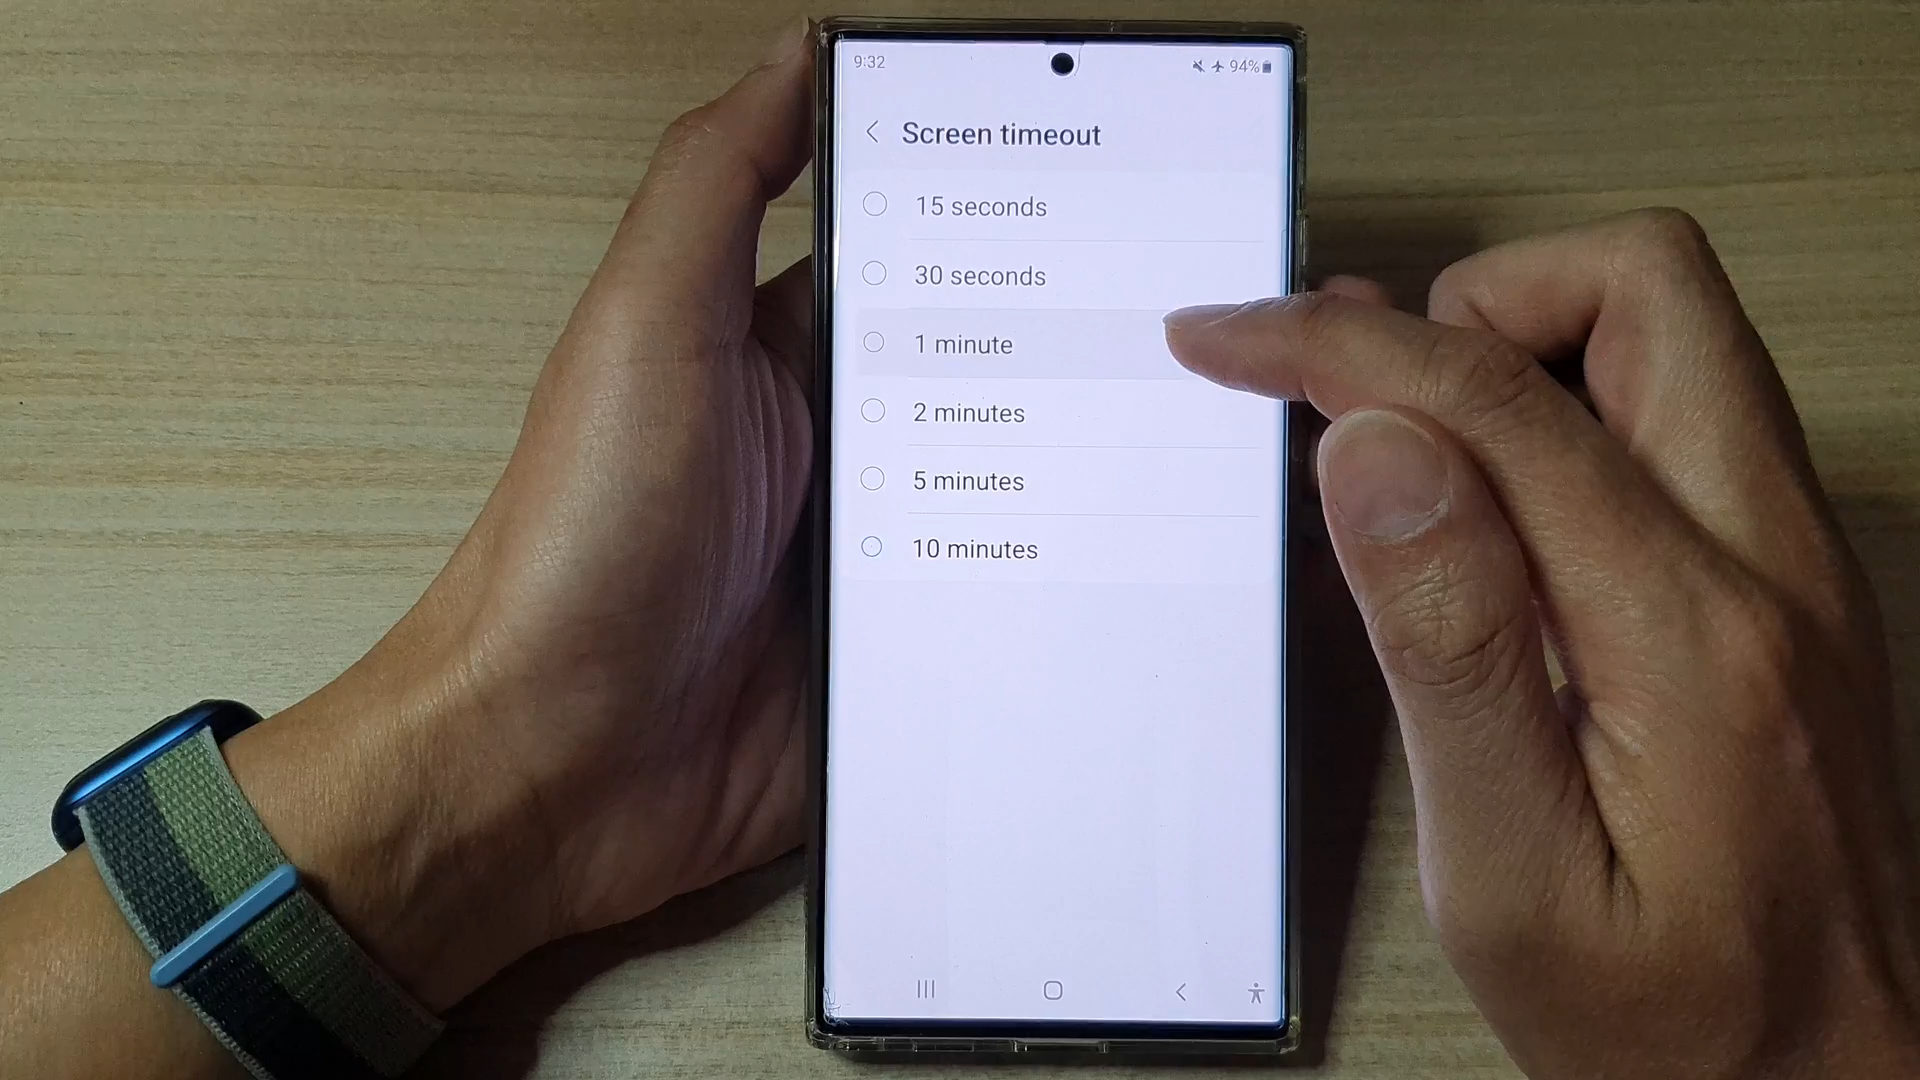 9:32
94%
Screen timeout
15 seconds
30 seconds
1 minute
2 minutes
5 minutes
10 minutes